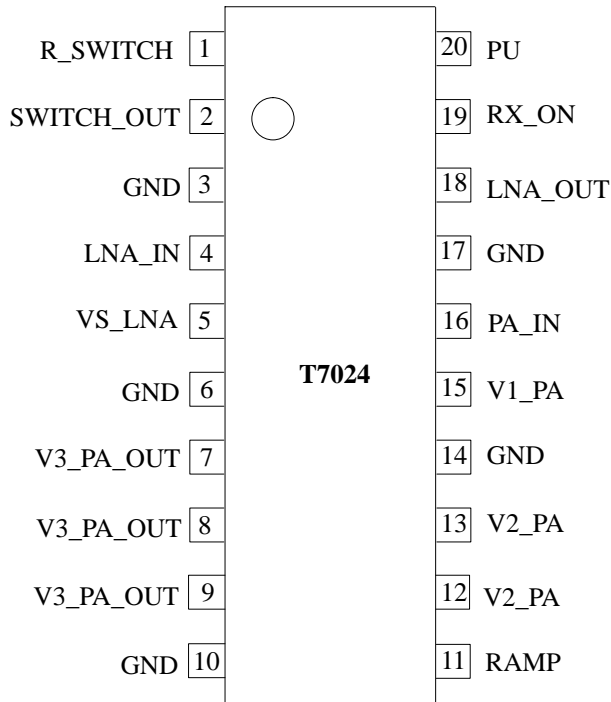 R_SWITCH 1 20 PU
SWITCH_OUT 2 19 RX_ON
GND 3 18 LNA_OUT
LNA_IN 4 17 GND
VS_LNA 5 16 PA_IN
T7024
GND 6 15 V1_PA
V3_PA_OUT 7 14 GND
V3_PA_OUT 8 13 V2_PA
V3_PA_OUT 9 12 V2_PA
GND 10 11 RAMP